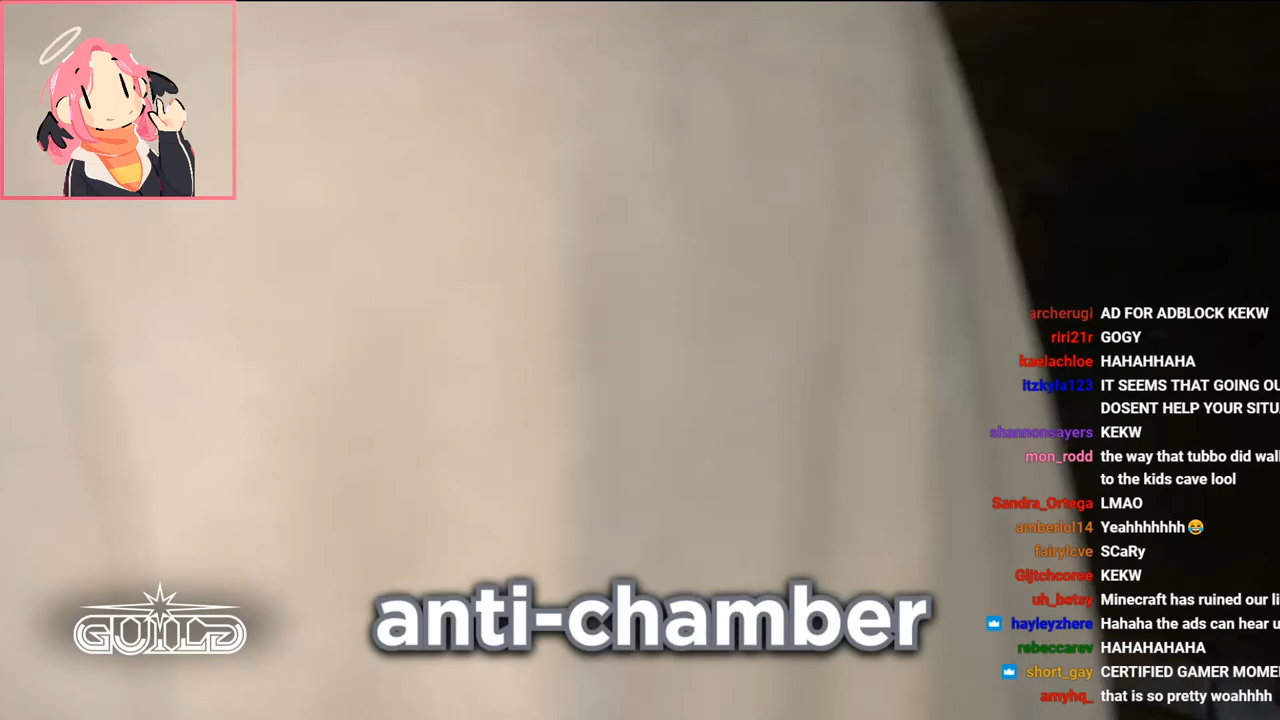 archerugi AD FOR ADBLOCK KEKW
riri21r GOGY
kaelachloe HAHAHHAHA
itzkyla123 IT SEEMS THAT GOING OU
DOSENT HELP YOUR SITU
shannonsayers KEKW
mon_rodd the way that tubbo did wal
to the kids cave lool
Sandra_Ortega LMAO
amberlol14 Yeahhhhhhh😂
fairylove SCaRy
Gijtchcoree KEKW
uh_betsy Minecraft has ruined our li
hayleyzhere Hahaha the ads can hear u
rebeccarev HAHAHAHAHA
short_gay CERTIFIED GAMER MOME
amyhq_ that is so pretty woahhhh
GUILD
anti-chamber